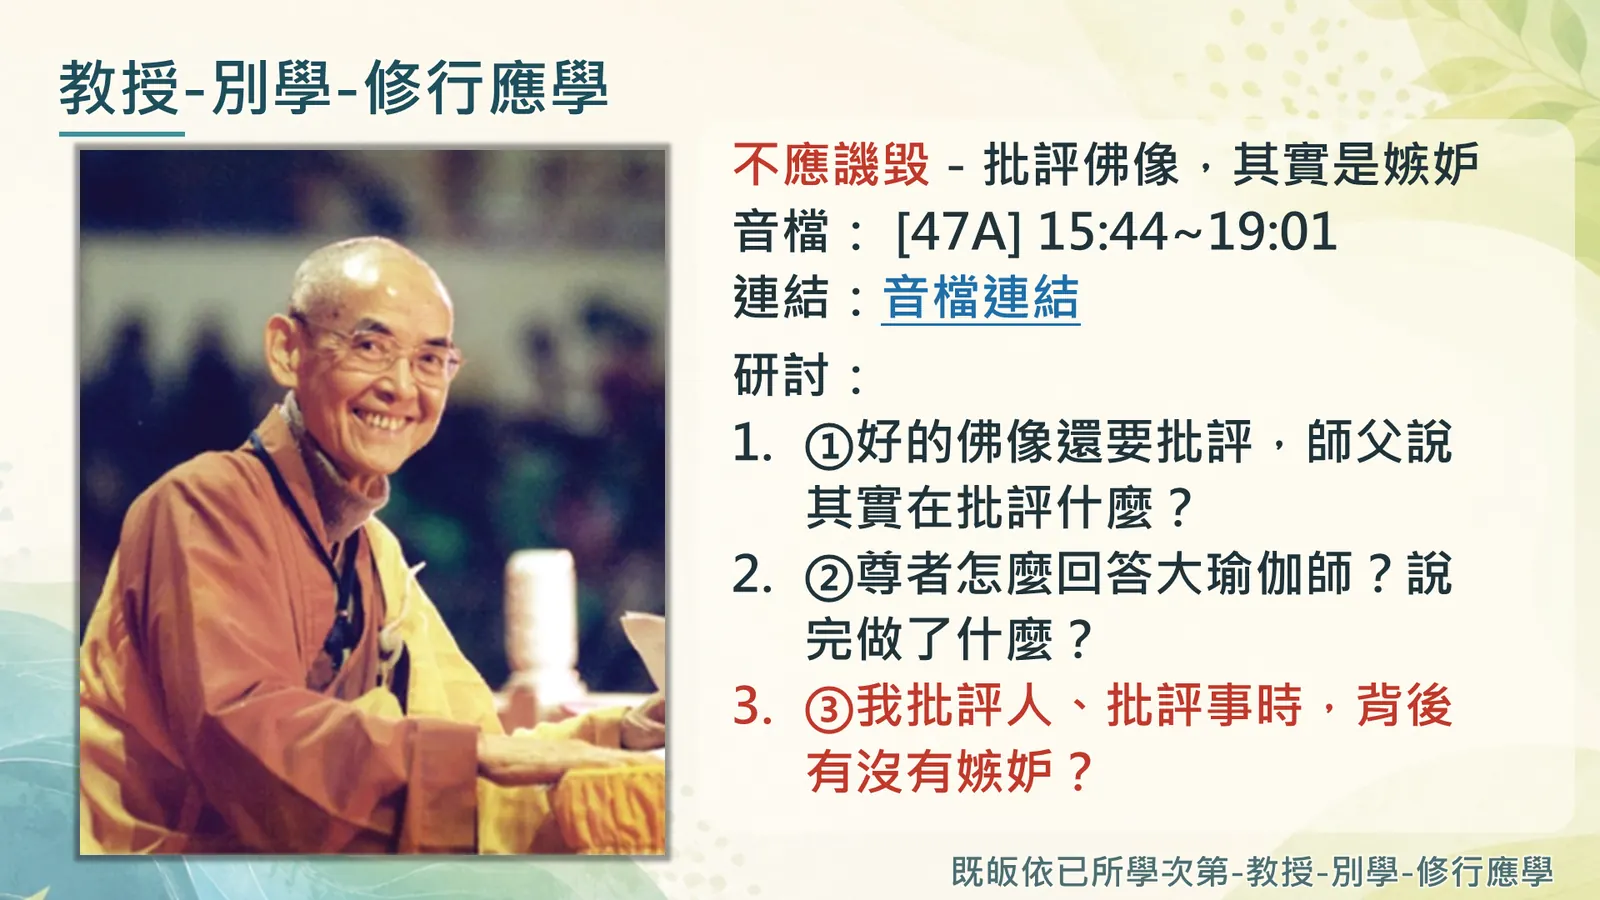 教授-別學-修行應學
不應譏毀 - 批評佛像，其實是嫉妒
音檔： [47A] 15:44~19:01
連結：音檔連結
研討：
1. ①好的佛像還要批評，師父說
其實在批評什麼？
2. ②尊者怎麼回答大瑜伽師？說
完做了什麼？
3. ③我批評人、批評事時，背後
有沒有嫉妒？
既皈依已所學次第-教授-別學-修行應學